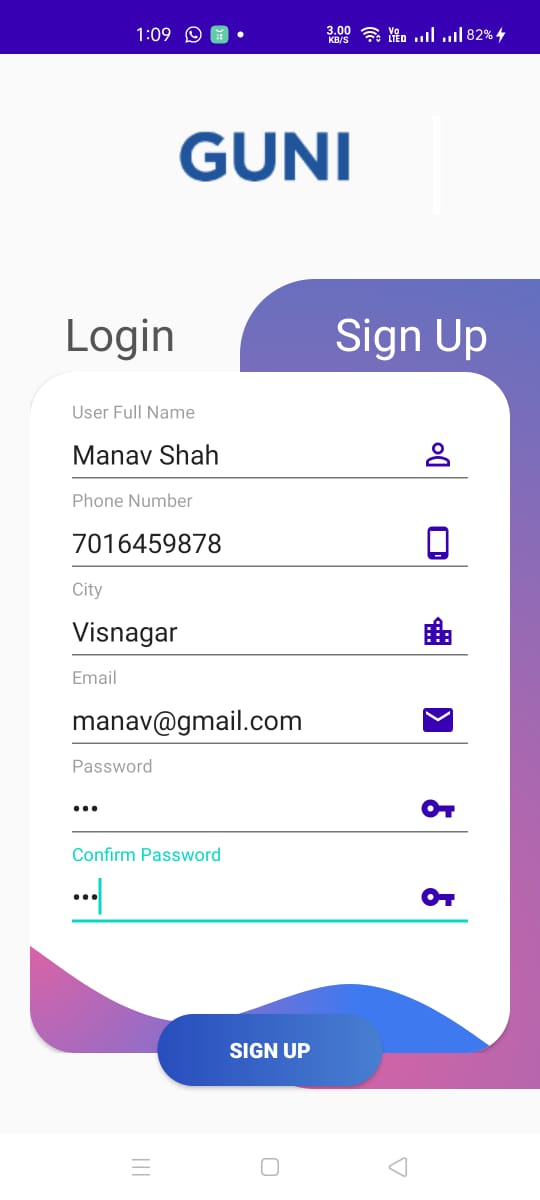 1:09 3.00 KB/S Vo LTED 82%
GUNI
Login Sign Up
User Full Name
Manav Shah
Phone Number
7016459878
City
Visnagar
Email
manav@gmail.com
Password
•••
Confirm Password
•••
SIGN UP